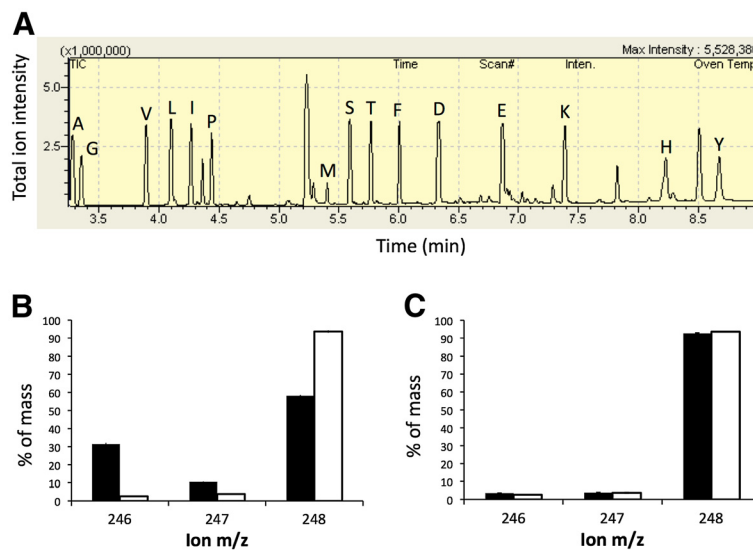 A
(x1,000,000) Max Intensity : 5,528,38
TIC Time Scan# Inten. Oven Temp
Total ion intensity
5.0
2.5
A G V L I P M S T F D E K H Y
3.5 4.0 4.5 5.0 5.5 6.0 6.5 7.0 7.5 8.0 8.5
Time (min)
B
% of mass
100
90
80
70
60
50
40
30
20
10
0
246 247 248
Ion m/z
C
% of mass
100
90
80
70
60
50
40
30
20
10
0
246 247 248
Ion m/z